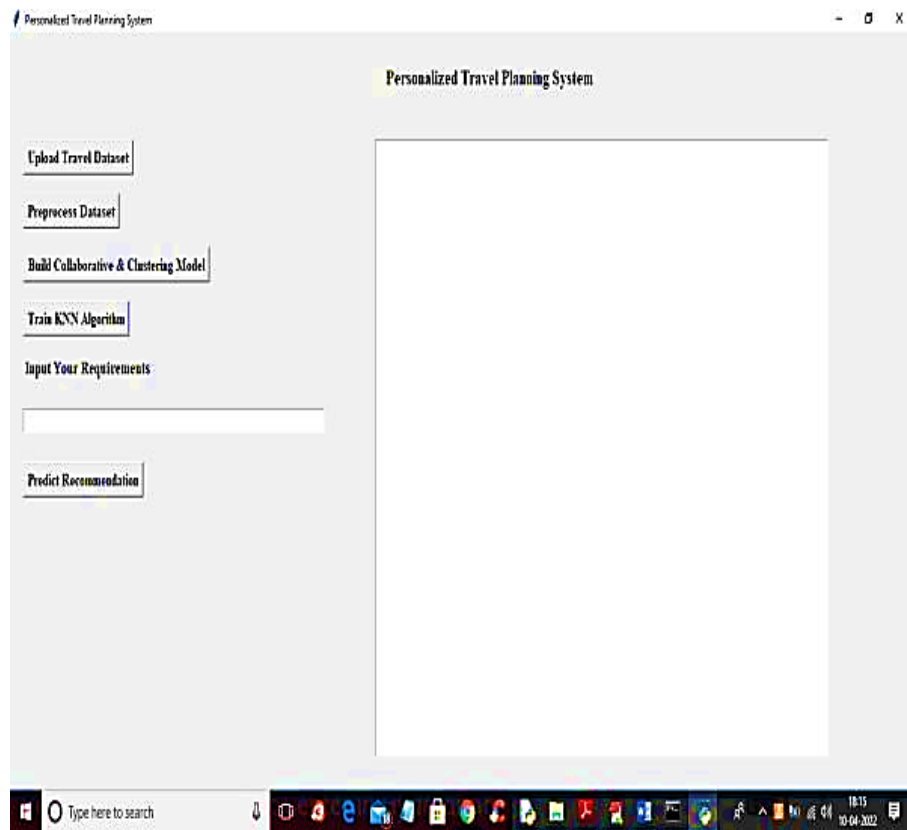 Personalized Travel Planning System
Personalized Travel Planning System
Upload Travel Dataset
Preprocess Dataset
Build Collaborative & Clustering Model
Train KNN Algorithm
Input Your Requirements
Predict Recommendation
Type here to search
18:15
10-04-2022